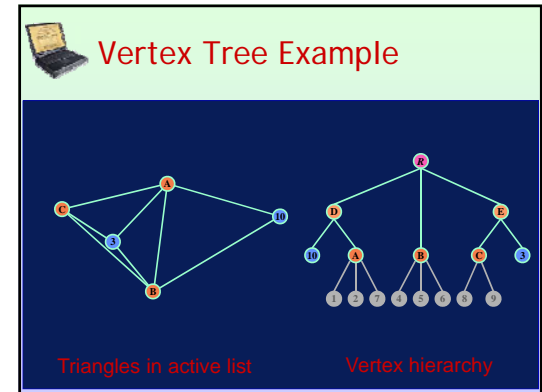 Vertex Tree Example
R
A
C
10
3
B
D
E
10
A
B
C
3
1 2 7 4 5 6 8 9
Triangles in active list
Vertex hierarchy